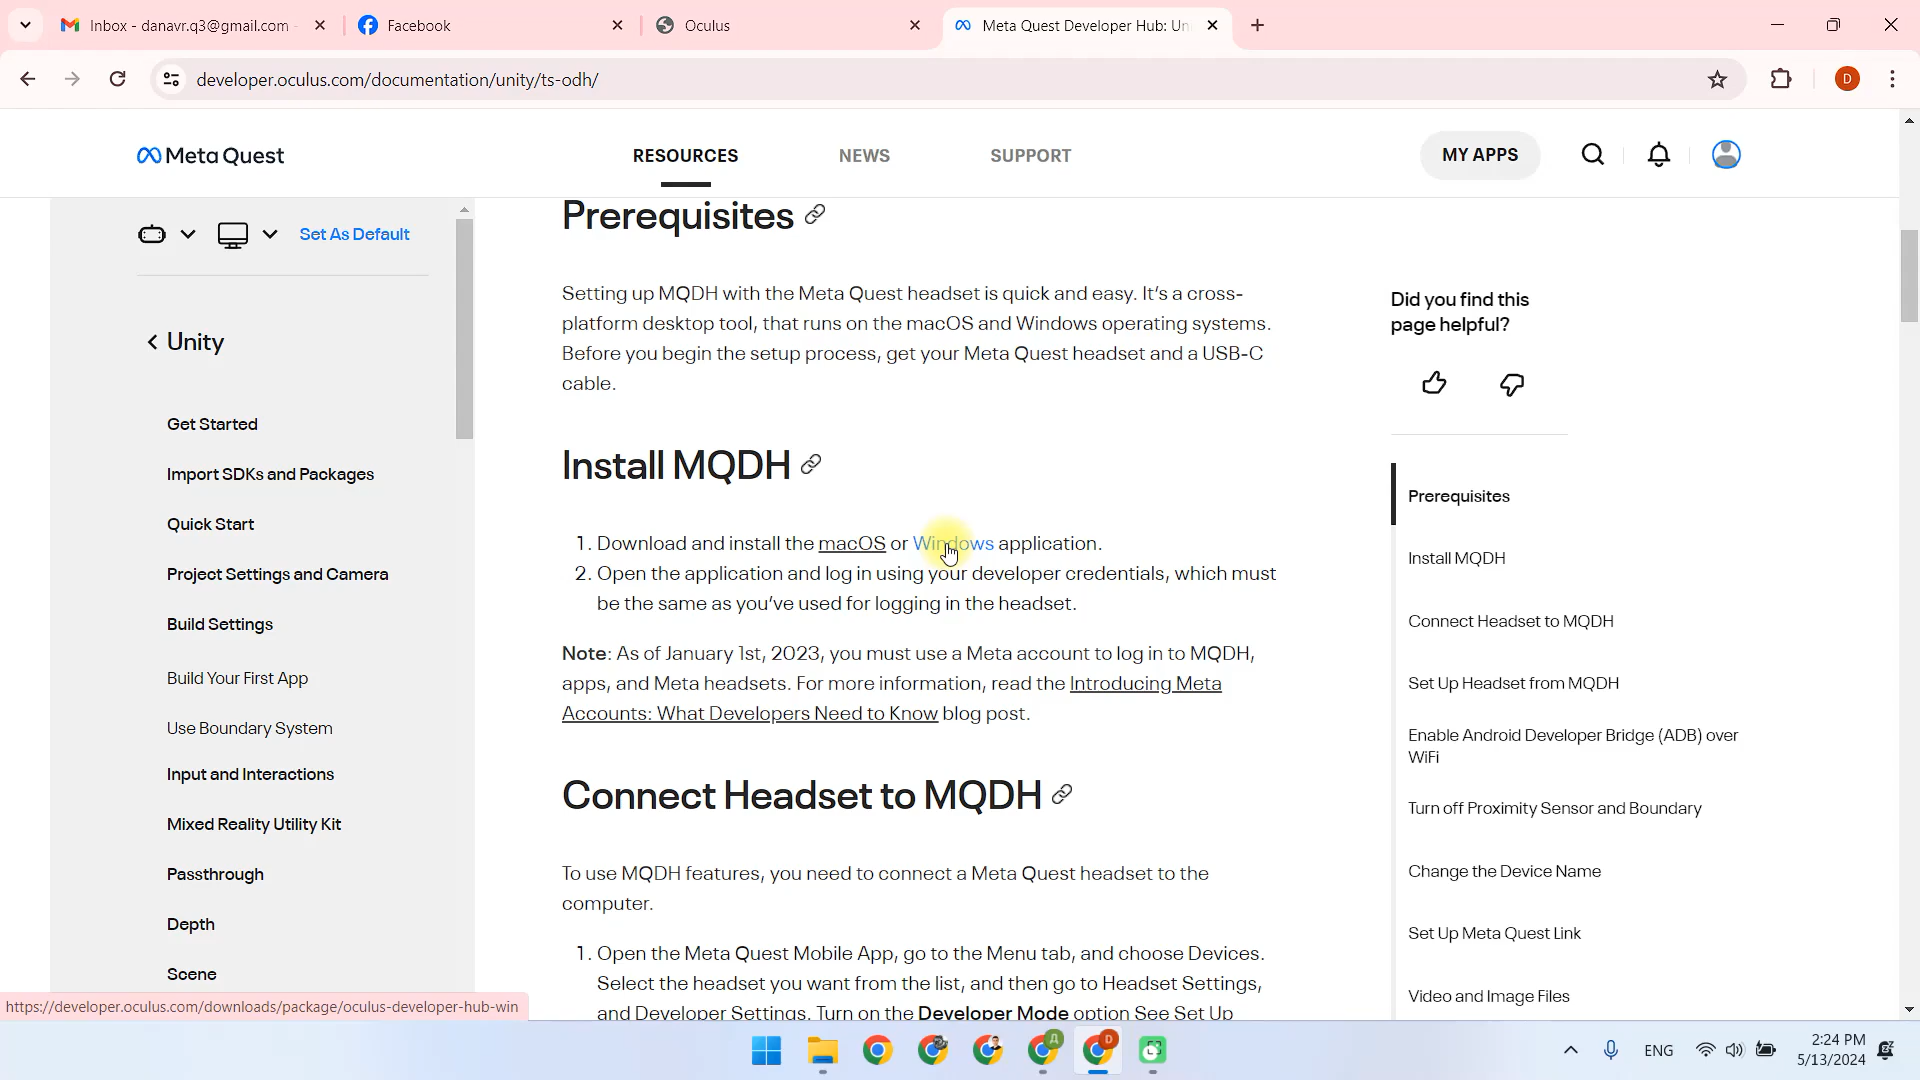 Inbox - danavr.q3@gmail.com -
Facebook
Oculus
Meta Quest Developer Hub: Un
developer.oculus.com/documentation/unity/ts-odh/
D
Meta Quest
RESOURCES
NEWS
SUPPORT
MY APPS
Set As Default
Unity
Get Started
Import SDKs and Packages
Quick Start
Project Settings and Camera
Build Settings
Build Your First App
Use Boundary System
Input and Interactions
Mixed Reality Utility Kit
Passthrough
Depth
Scene
Prerequisites
Setting up MQDH with the Meta Quest headset is quick and easy. It’s a cross-
platform desktop tool, that runs on the macOS and Windows operating systems.
Before you begin the setup process, get your Meta Quest headset and a USB-C
cable.
Install MQDH
1. Download and install the macOS or Windows application.
2. Open the application and log in using your developer credentials, which must
be the same as you’ve used for logging in the headset.
Note: As of January 1st, 2023, you must use a Meta account to log in to MQDH,
apps, and Meta headsets. For more information, read the Introducing Meta
Accounts: What Developers Need to Know blog post.
Connect Headset to MQDH
To use MQDH features, you need to connect a Meta Quest headset to the
computer.
1. Open the Meta Quest Mobile App, go to the Menu tab, and choose Devices.
Select the headset you want from the list, and then go to Headset Settings,
and Developer Settings. Turn on the Developer Mode option See Set Up
Did you find this
page helpful?
Prerequisites
Install MQDH
Connect Headset to MQDH
Set Up Headset from MQDH
Enable Android Developer Bridge (ADB) over
WiFi
Turn off Proximity Sensor and Boundary
Change the Device Name
Set Up Meta Quest Link
Video and Image Files
https://developer.oculus.com/downloads/package/oculus-developer-hub-win
Д
D
ENG
2:24 PM
5/13/2024